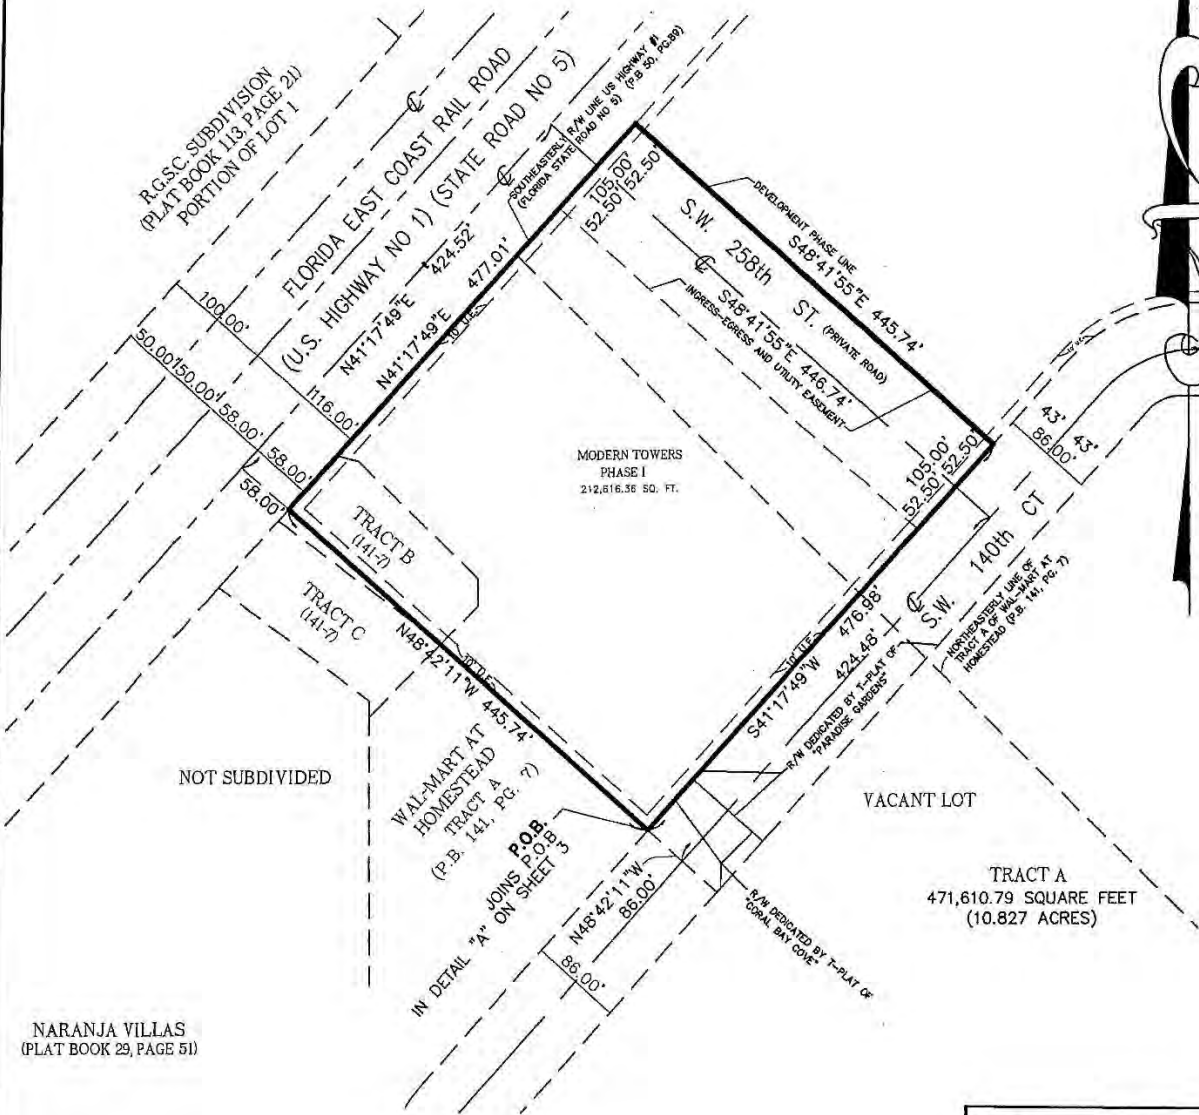 R.G.S.C. SUBDIVISION
(PLAT BOOK 113, PAGE 21)
PORTION OF LOT 1
FLORIDA EAST COAST RAIL ROAD
(U.S. HIGHWAY NO 1) (STATE ROAD NO 5)
SOUTHEASTERLY R/W LINE US HIGHWAY #1
(FLORIDA STATE ROAD NO 5) (P.B 50, PG.89)
105.00'
52.50' 52.50'
S.W. 258th ST. (PRIVATE ROAD)
DEVELOPMENT PHASE LINE
S48°41'55"E 445.74'
S48°41'55"E 446.74'
INGRESS-EGRESS AND UTILITY EASEMENT
N41°17'49"E 424.52'
N41°17'49"E 477.01'
10' U.E.
100.00'
50.00' 50.00' 58.00' 58.00'
116.00'
58.00'
MODERN TOWERS
PHASE I
212,616.36 SQ. FT.
105.00'
52.50' 52.50'
43' 43'
86.00'
TRACT B
(141-7)
TRACT C
(141-7)
S.W. 140th CT
NORTHEASTERLY LINE OF
TRACT A OF WAL-MART AT
HOMESTEAD (P.B. 141, PG. 7)
N48°42'11"W 445.74'
10' U.E.
S41°17'49"W 476.98'
424.48'
10' U.E.
R/W DEDICATED BY T-PLAT OF
"PARADISE GARDENS"
NOT SUBDIVIDED
WAL-MART AT
HOMESTEAD
TRACT A
(P.B. 141, PG. 7)
P.O.B.
JOINS P.O.B
IN DETAIL "A" ON SHEET 3
VACANT LOT
TRACT A
471,610.79 SQUARE FEET
(10.827 ACRES)
N48°42'11"W
86.00'
86.00'
R/W DEDICATED BY T-PLAT OF
"CORAL BAY COVE"
NARANJA VILLAS
(PLAT BOOK 29, PAGE 51)